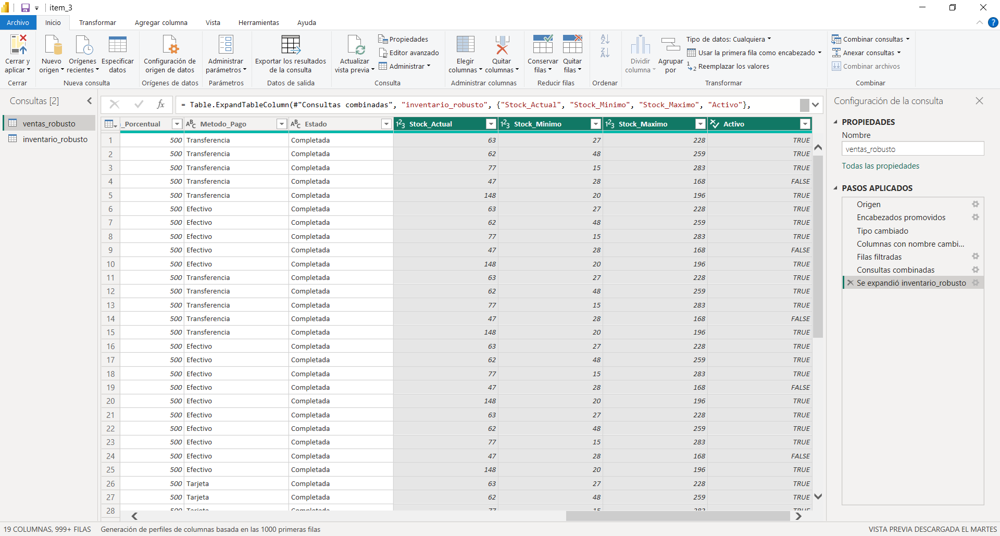 item_3
Archivo Inicio Transformar Agregar columna Vista Herramientas Ayuda
Cerrar y aplicar
Cerrar
Nuevo origen
Orígenes recientes
Especificar datos
Nueva consulta
Configuración de origen de datos
Orígenes de datos
Administrar parámetros
Parámetros
Exportar los resultados de la consulta
Datos de salida
Actualizar vista previa
Propiedades
Editor avanzado
Administrar
Consulta
Elegir columnas
Quitar columnas
Administrar columnas
Conservar filas
Quitar filas
Reducir filas
Ordenar
Dividir columna
Agrupar por
Tipo de datos: Cualquiera
Usar la primera fila como encabezado
Reemplazar los valores
Transformar
Combinar consultas
Anexar consultas
Combinar archivos
Combinar
Consultas [2]
ventas_robusto
inventario_robusto
= Table.ExpandTableColumn(#"Consultas combinadas", "inventario_robusto", {"Stock_Actual", "Stock_Minimo", "Stock_Maximo", "Activo"},
_Porcentual Metodo_Pago Estado Stock_Actual Stock_Minimo Stock_Maximo Activo
1 500 Transferencia Completada 63 27 228 TRUE
2 500 Transferencia Completada 62 48 259 TRUE
3 500 Transferencia Completada 77 15 283 TRUE
4 500 Transferencia Completada 47 28 168 FALSE
5 500 Transferencia Completada 148 20 196 TRUE
6 500 Efectivo Completada 63 27 228 TRUE
7 500 Efectivo Completada 62 48 259 TRUE
8 500 Efectivo Completada 77 15 283 TRUE
9 500 Efectivo Completada 47 28 168 FALSE
10 500 Efectivo Completada 148 20 196 TRUE
11 500 Transferencia Completada 63 27 228 TRUE
12 500 Transferencia Completada 62 48 259 TRUE
13 500 Transferencia Completada 77 15 283 TRUE
14 500 Transferencia Completada 47 28 168 FALSE
15 500 Transferencia Completada 148 20 196 TRUE
16 500 Efectivo Completada 63 27 228 TRUE
17 500 Efectivo Completada 62 48 259 TRUE
18 500 Efectivo Completada 77 15 283 TRUE
19 500 Efectivo Completada 47 28 168 FALSE
20 500 Efectivo Completada 148 20 196 TRUE
21 500 Efectivo Completada 63 27 228 TRUE
22 500 Efectivo Completada 62 48 259 TRUE
23 500 Efectivo Completada 77 15 283 TRUE
24 500 Efectivo Completada 47 28 168 FALSE
25 500 Efectivo Completada 148 20 196 TRUE
26 500 Tarjeta Completada 63 27 228 TRUE
27 500 Tarjeta Completada 62 48 259 TRUE
28 500 Tarjeta Completada 77 15 283 TRUE
Configuración de la consulta
PROPIEDADES
Nombre
ventas_robusto
Todas las propiedades
PASOS APLICADOS
Origen
Encabezados promovidos
Tipo cambiado
Columnas con nombre cambi...
Filas filtradas
Consultas combinadas
Se expandió inventario_robusto
19 COLUMNAS, 999+ FILAS Generación de perfiles de columnas basada en las 1000 primeras filas VISTA PREVIA DESCARGADA EL MARTES